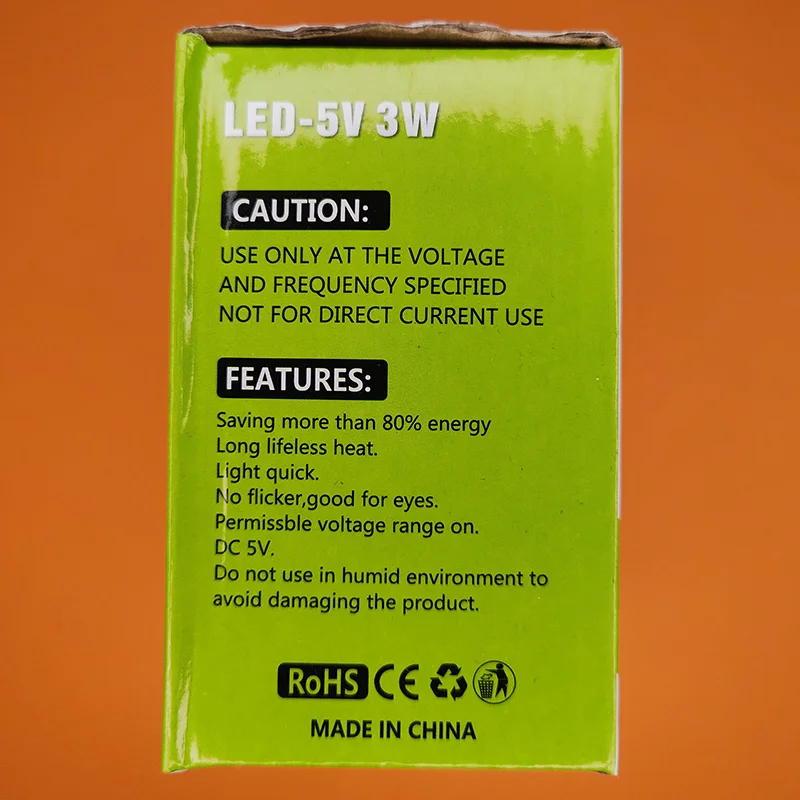 LED-5V 3W
CAUTION:
USE ONLY AT THE VOLTAGE
AND FREQUENCY SPECIFIED
NOT FOR DIRECT CURRENT USE
FEATURES:
Saving more than 80% energy
Long lifeless heat.
Light quick.
No flicker,good for eyes.
Permissble voltage range on.
DC 5V.
Do not use in humid environment to
avoid damaging the product.
RoHS CE
MADE IN CHINA